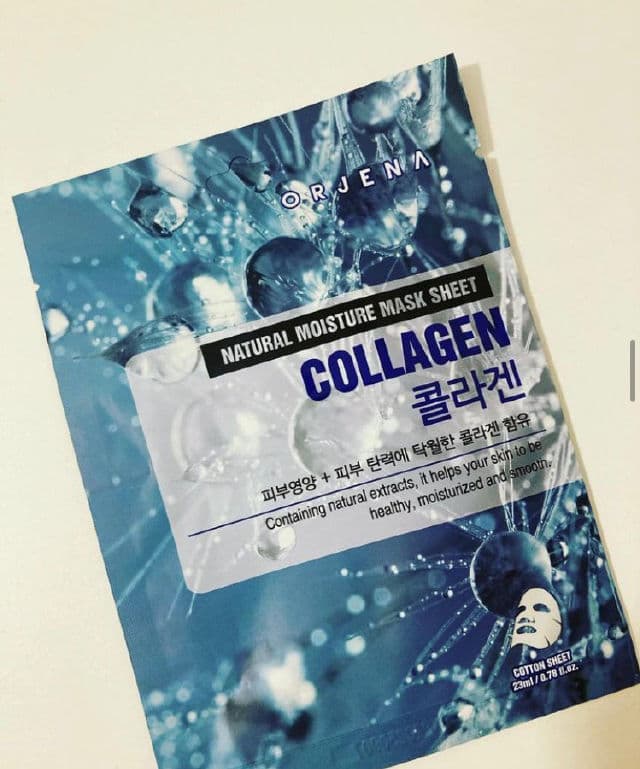 ORJENA
NATURAL MOISTURE MASK SHEET
COLLAGEN
콜라겐
피부영양 + 피부 탄력에 탁월한 콜라겐 함유
Containing natural extracts, it helps your skin to be
healthy, moisturized and smooth.
COTTON SHEET
23ml / 0.78 fl.oz.